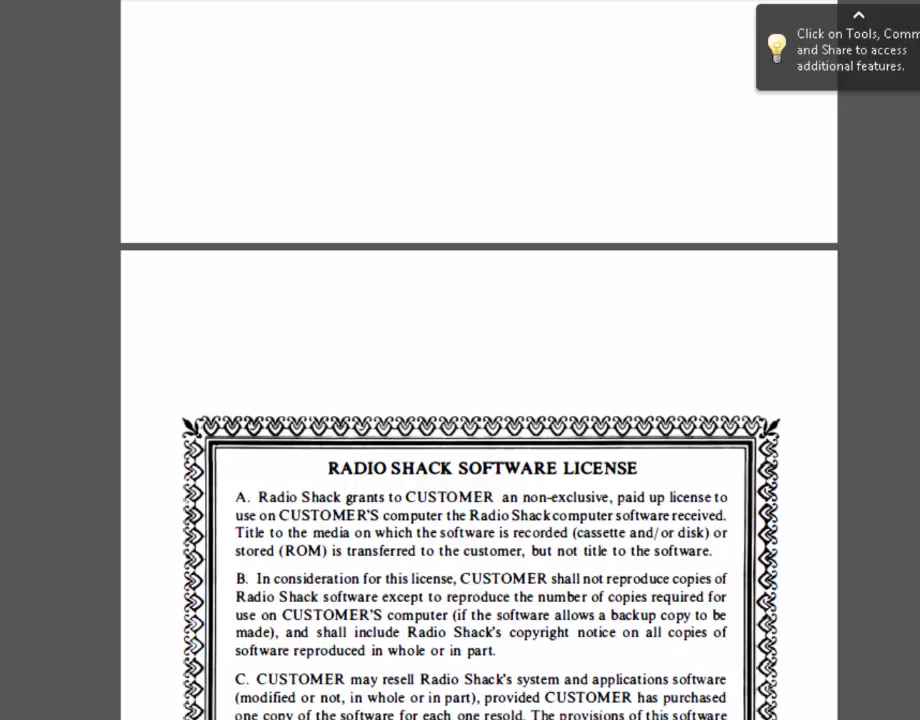 Click on Tools, Comm
and Share to access
additional features.
RADIO SHACK SOFTWARE LICENSE
A. Radio Shack grants to CUSTOMER an non-exclusive, paid up license to
use on CUSTOMER'S computer the Radio Shack computer software received.
Title to the media on which the software is recorded (cassette and/or disk) or
stored (ROM) is transferred to the customer, but not title to the software.
B. In consideration for this license, CUSTOMER shall not reproduce copies of
Radio Shack software except to reproduce the number of copies required for
use on CUSTOMER'S computer (if the software allows a backup copy to be
made), and shall include Radio Shack's copyright notice on all copies of
software reproduced in whole or in part.
C. CUSTOMER may resell Radio Shack's system and applications software
(modified or not, in whole or in part), provided CUSTOMER has purchased
one copy of the software for each one resold. The provisions of this software